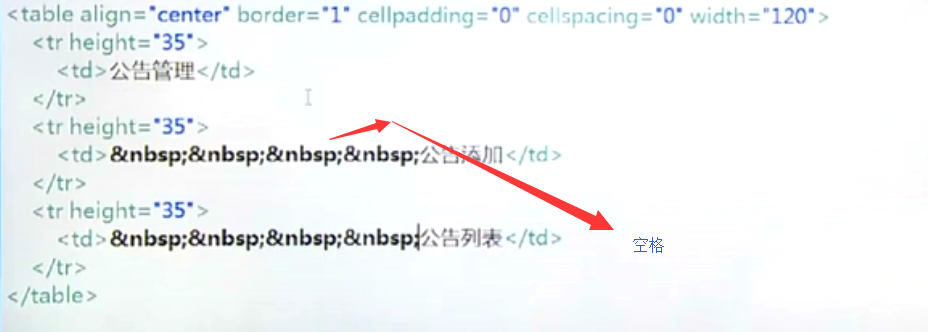 <table align="center" border="1" cellpadding="0" cellspacing="0" width="120">
<tr height="35">
<td>公告管理</td>
</tr>
<tr height="35">
<td>&nbsp;&nbsp;&nbsp;&nbsp;公告添加</td>
</tr>
<tr height="35">
<td>&nbsp;&nbsp;&nbsp;&nbsp;公告列表</td>
空格
</tr>
</table>